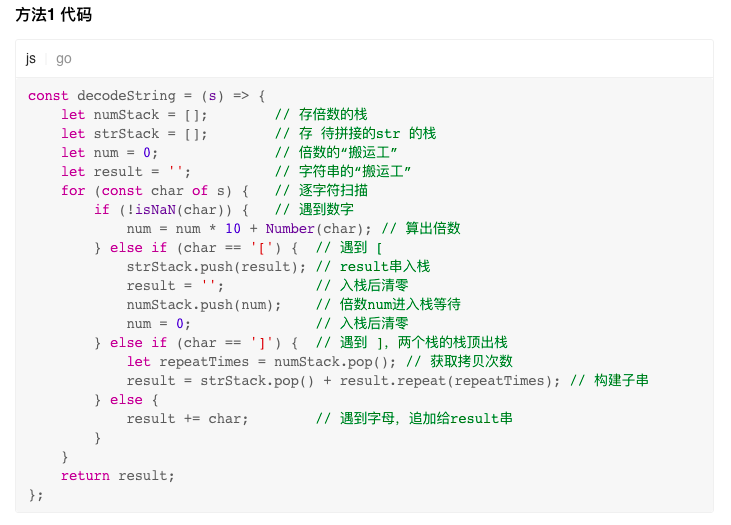 方法1 代码
js go
const decodeString = (s) => {
    let numStack = [];        // 存倍数的栈
    let strStack = [];        // 存 待拼接的str 的栈
    let num = 0;              // 倍数的“搬运工”
    let result = '';          // 字符串的“搬运工”
    for (const char of s) {   // 逐字符扫描
        if (!isNaN(char)) {   // 遇到数字
            num = num * 10 + Number(char); // 算出倍数
        } else if (char == '[') {  // 遇到 [
            strStack.push(result); // result串入栈
            result = '';           // 入栈后清零
            numStack.push(num);    // 倍数num进入栈等待
            num = 0;               // 入栈后清零
        } else if (char == ']') {  // 遇到 ]，两个栈的栈顶出栈
            let repeatTimes = numStack.pop(); // 获取拷贝次数
            result = strStack.pop() + result.repeat(repeatTimes); // 构建子串
        } else {
            result += char;        // 遇到字母，追加给result串
        }
    }
    return result;
};